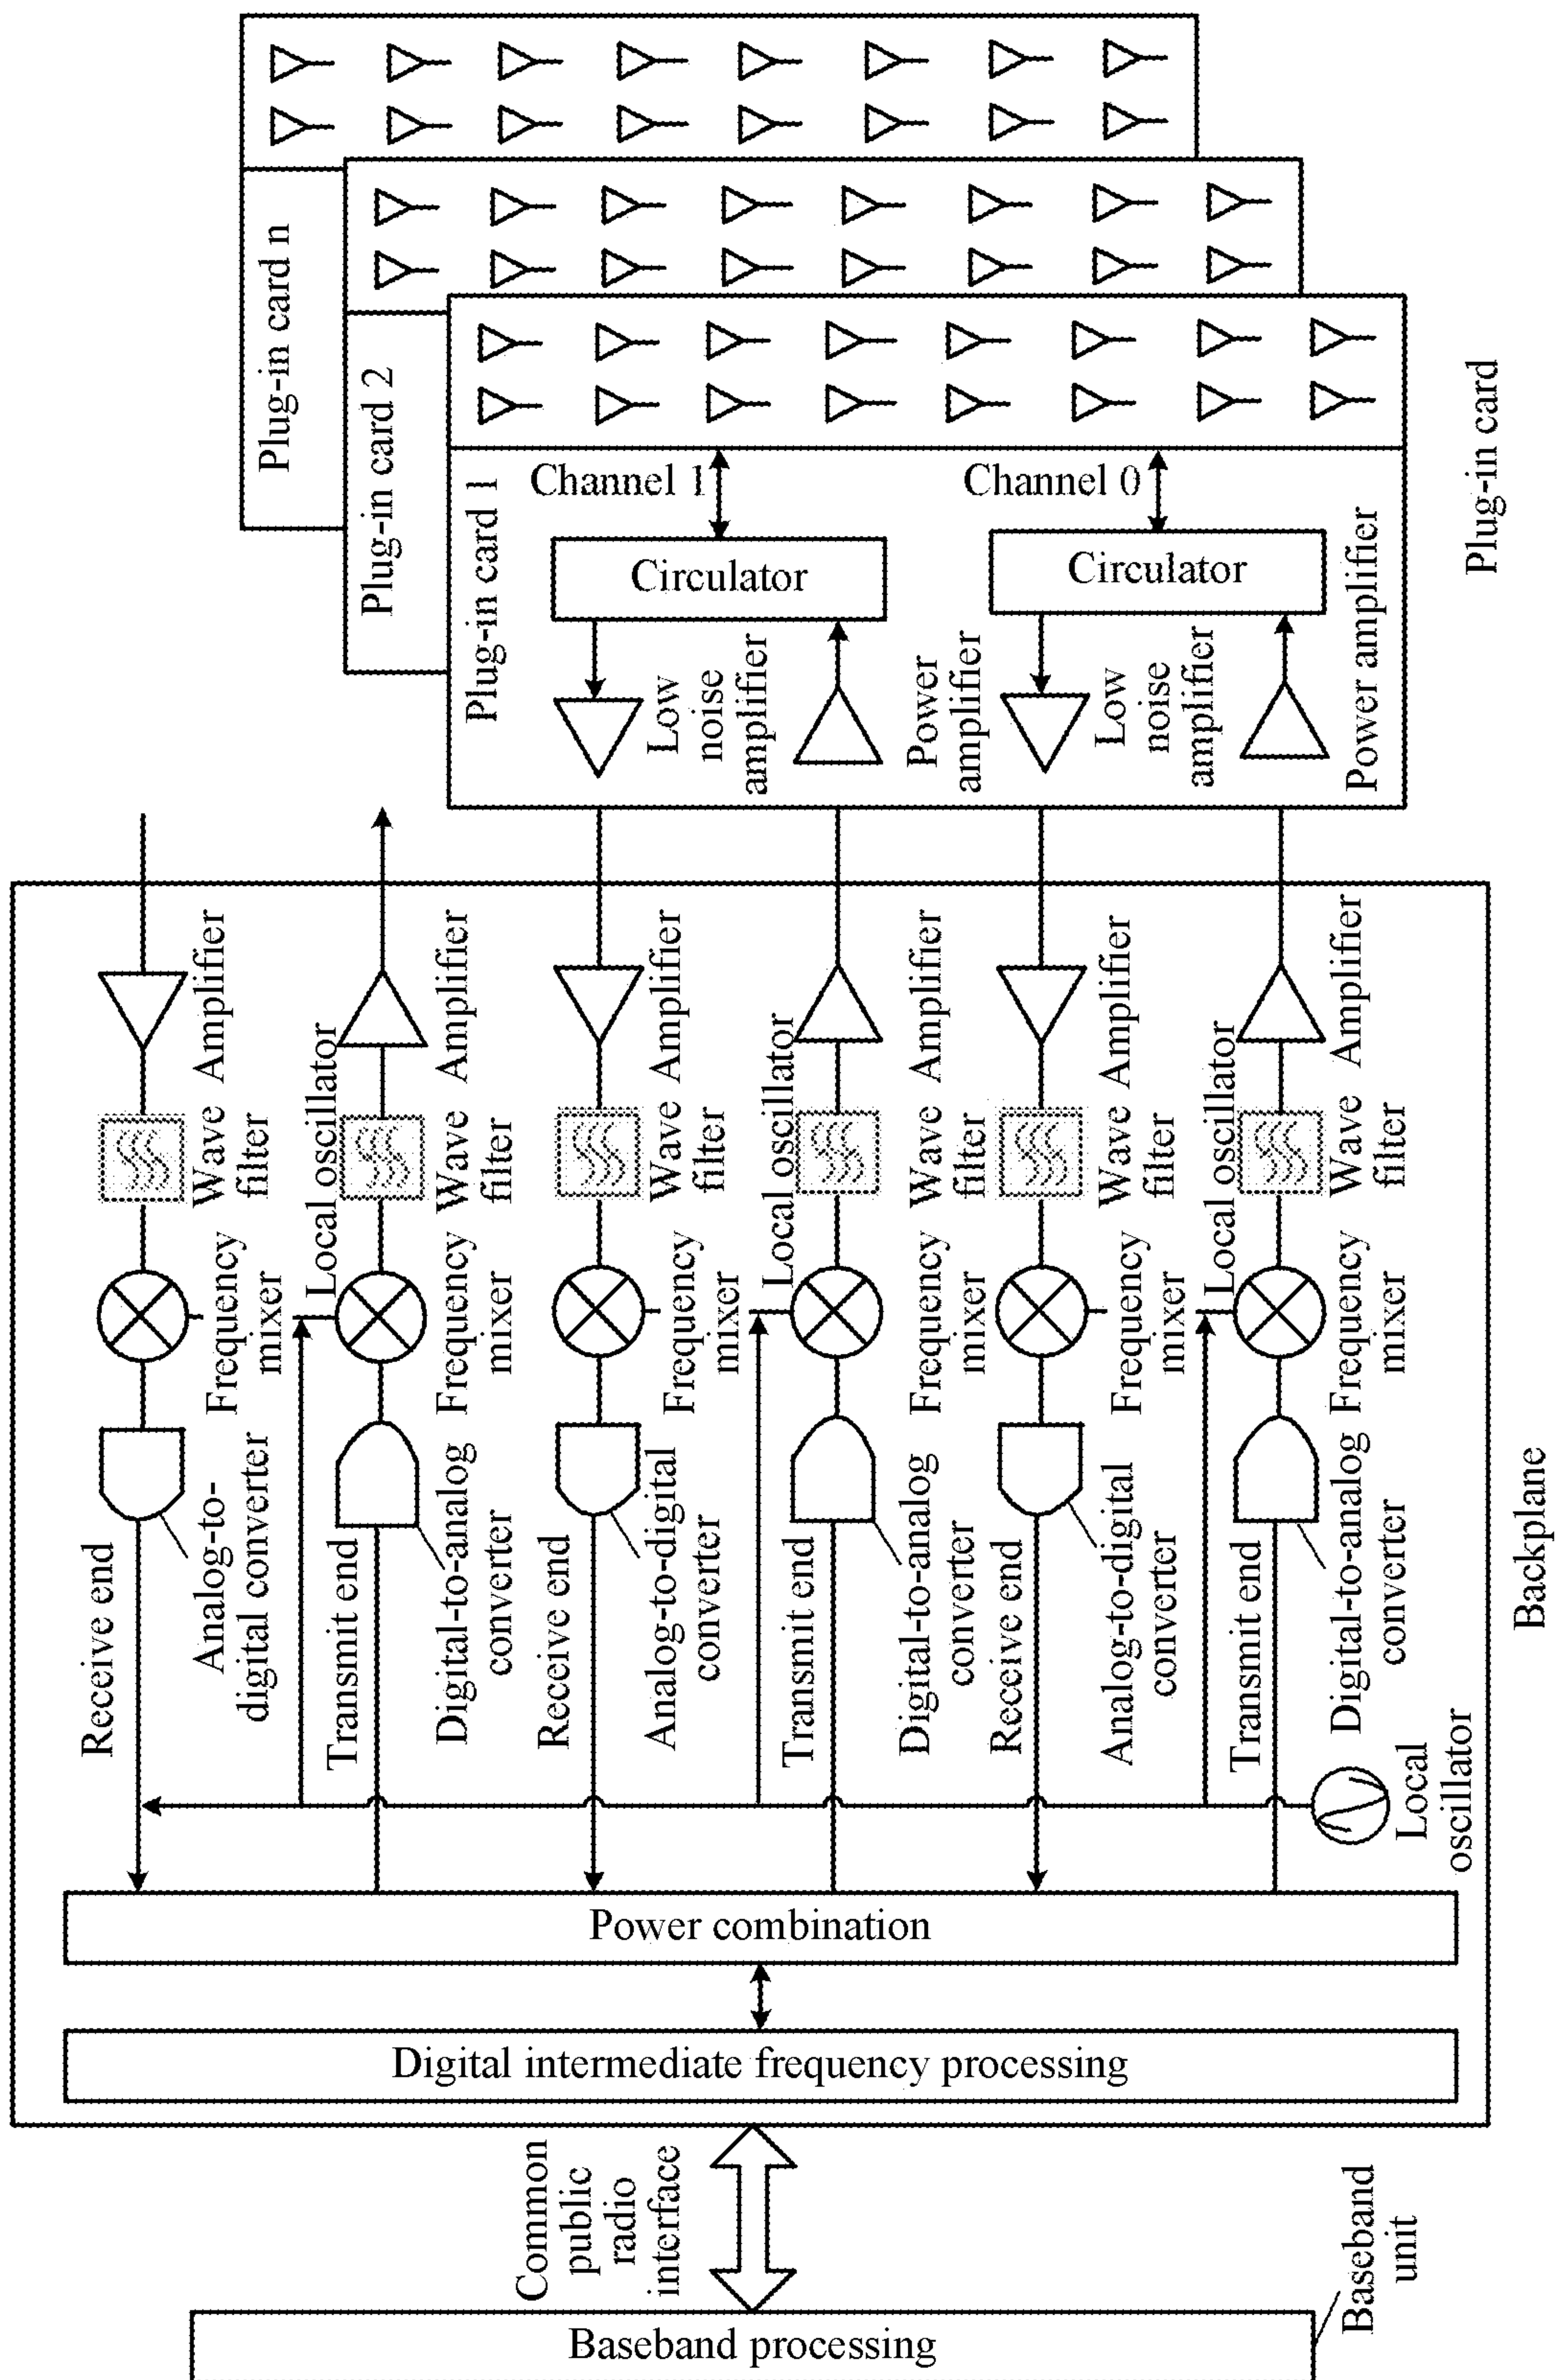 Plug-in card n
Plug-in card 2
Plug-in card 1
Channel 1
Channel 0
Circulator
Circulator
Low
noise
amplifier
Power
amplifier
Low
noise
amplifier
Power amplifier
Plug-in card
Amplifier
Amplifier
Amplifier
Amplifier
Amplifier
Amplifier
Wave
filter
Local oscillator
Wave
filter
Wave
filter
Local oscillator
Wave
filter
Wave
filter
Local oscillator
Wave
filter
Frequency
mixer
Frequency
mixer
Frequency
mixer
Frequency
mixer
Frequency
mixer
Frequency
mixer
Receive end
Analog-to-
digital converter
Transmit end
Digital-to-analog
converter
Receive end
Analog-to-digital
converter
Transmit end
Digital-to-analog
converter
Receive end
Analog-to-digital
converter
Transmit end
Digital-to-analog
converter
Local
oscillator
Backplane
Power combination
Digital intermediate frequency processing
Common
public
radio
interface
Baseband
unit
Baseband processing